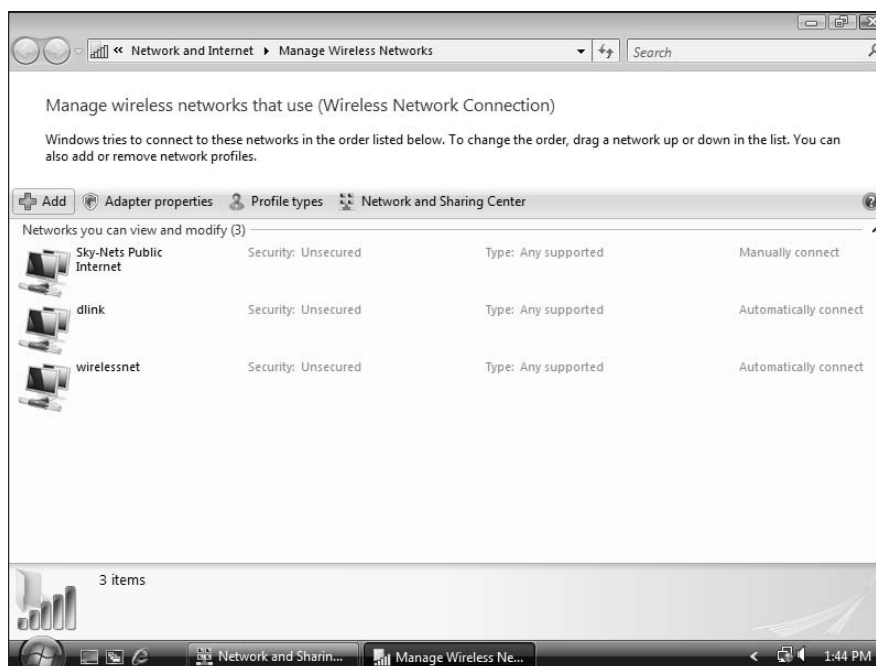 « Network and Internet ▸ Manage Wireless Networks
Search
Manage wireless networks that use (Wireless Network Connection)
Windows tries to connect to these networks in the order listed below. To change the order, drag a network up or down in the list. You can
also add or remove network profiles.
Add Adapter properties Profile types Network and Sharing Center
Networks you can view and modify (3)
Sky-Nets Public Security: Unsecured Type: Any supported Manually connect
Internet
dlink Security: Unsecured Type: Any supported Automatically connect
wirelessnet Security: Unsecured Type: Any supported Automatically connect
3 items
Network and Sharin... Manage Wireless Ne... 1:44 PM